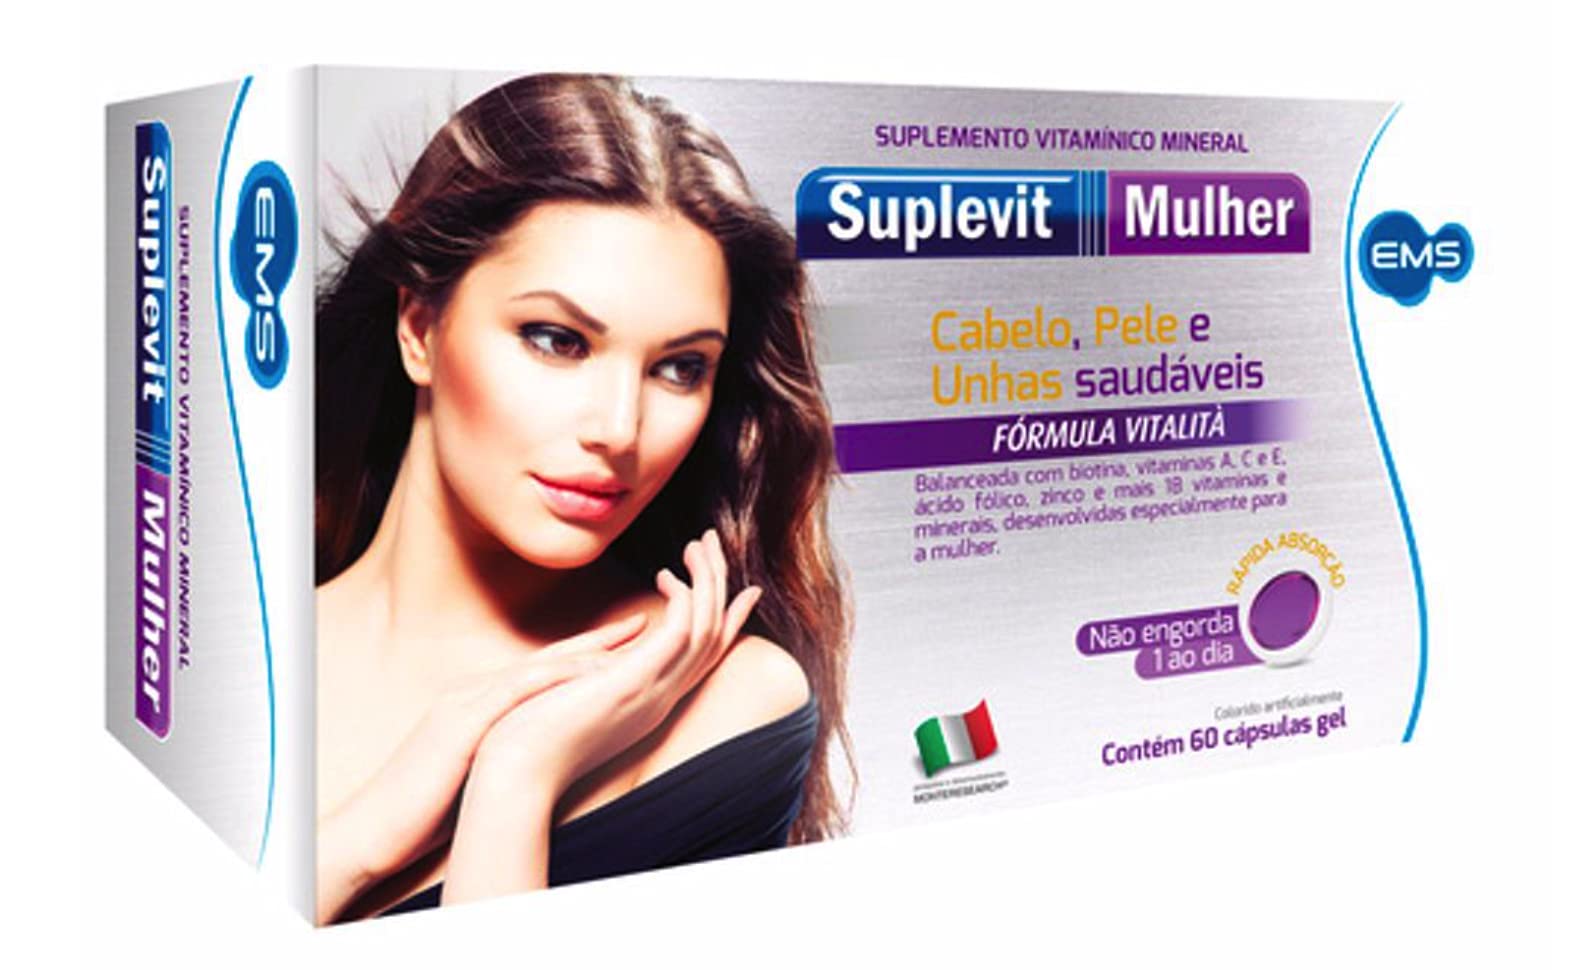 Suplevit Mulher
SUPLEMENTO VITAMÍNICO MINERAL
EMS
SUPLEMENTO VITAMÍNICO MINERAL
Suplevit Mulher
EMS
Cabelo, Pele e
Unhas saudáveis
FÓRMULA VITALITÀ
Balanceada com biotina, vitaminas A, C e E,
ácido fólico, zinco e mais 18 vitaminas e
minerais, desenvolvidas especialmente para
a mulher.
RÁPIDA ABSORÇÃO
Não engorda
1 ao dia
Colorido artificialmente
Contém 60 cápsulas gel
MONTERESEARCH